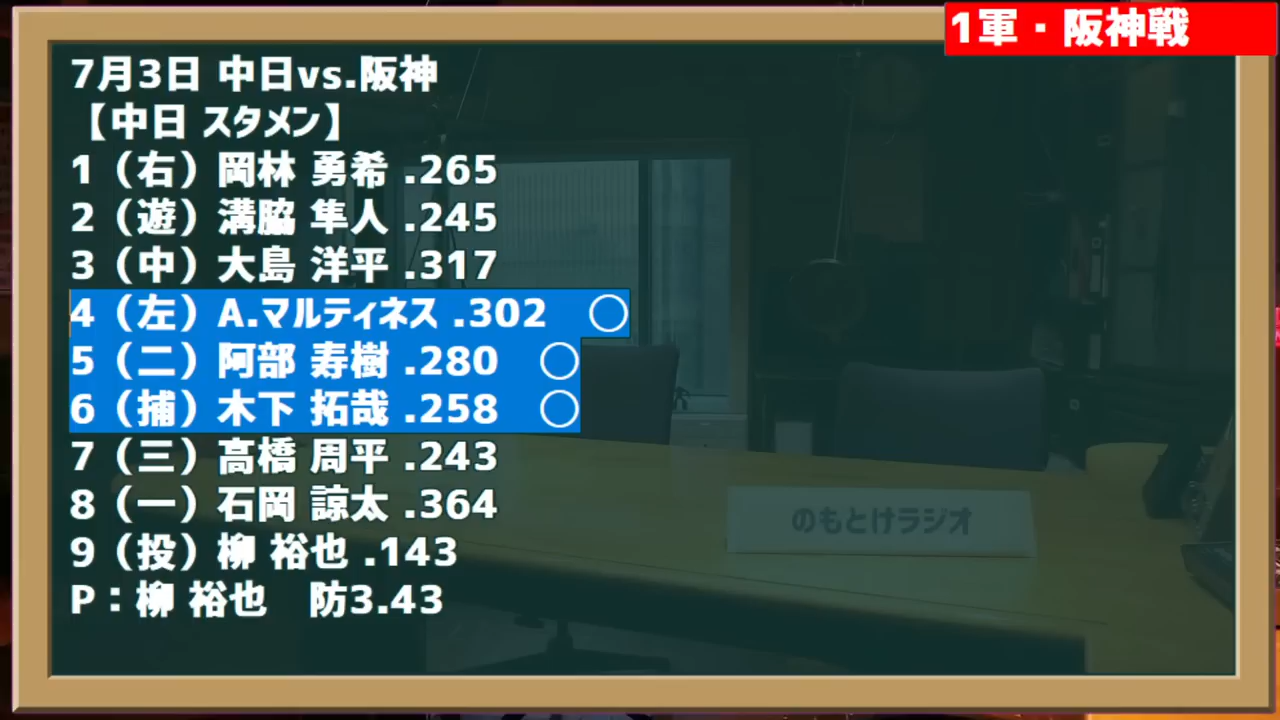 1軍・阪神戦
7月3日 中日vs.阪神
【中日 スタメン】
1（右）岡林 勇希 .265
2（遊）溝脇 隼人 .245
3（中）大島 洋平 .317
4（左）A.マルティネス .302　○
5（二）阿部 寿樹 .280　○
6（捕）木下 拓哉 .258　○
7（三）高橋 周平 .243
8（一）石岡 諒太 .364
9（投）柳 裕也 .143
P：柳 裕也　防3.43
のもとけラジオ